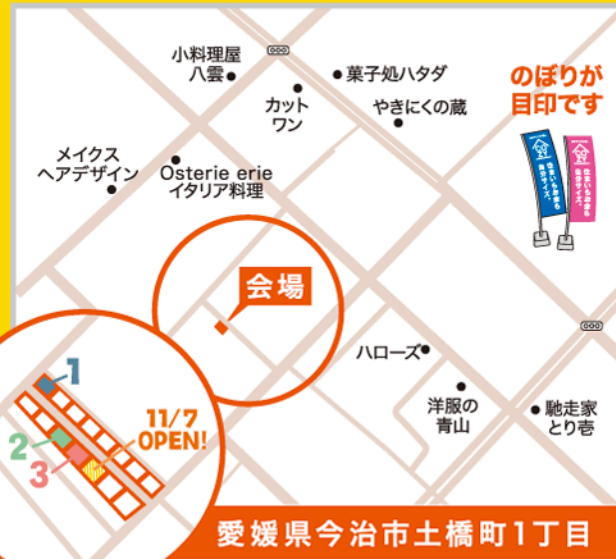 小料理屋
八雲
菓子処ハタダ
カット
ワン
やきにくの蔵
のぼりが
目印です
メイクス
ヘアデザイン
Osterie erie
イタリア料理
会場
ハローズ
洋服の
青山
馳走家
とり壱
1
2
3
11/7
OPEN!
愛媛県今治市土橋町1丁目